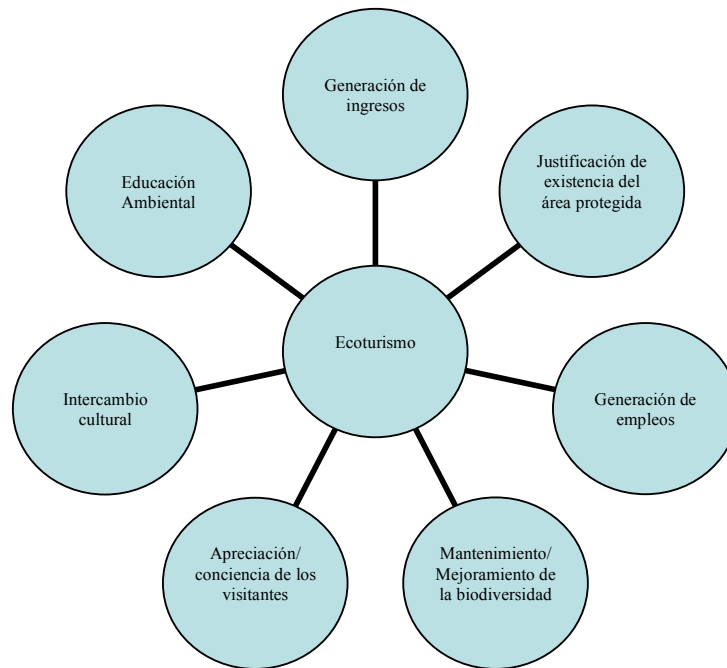 Generación de
ingresos
Justificación de
existencia del
área protegida
Educación
Ambiental
Ecoturismo
Intercambio
cultural
Generación de
empleos
Apreciación/
conciencia de los
visitantes
Mantenimiento/
Mejoramiento de
la biodiversidad